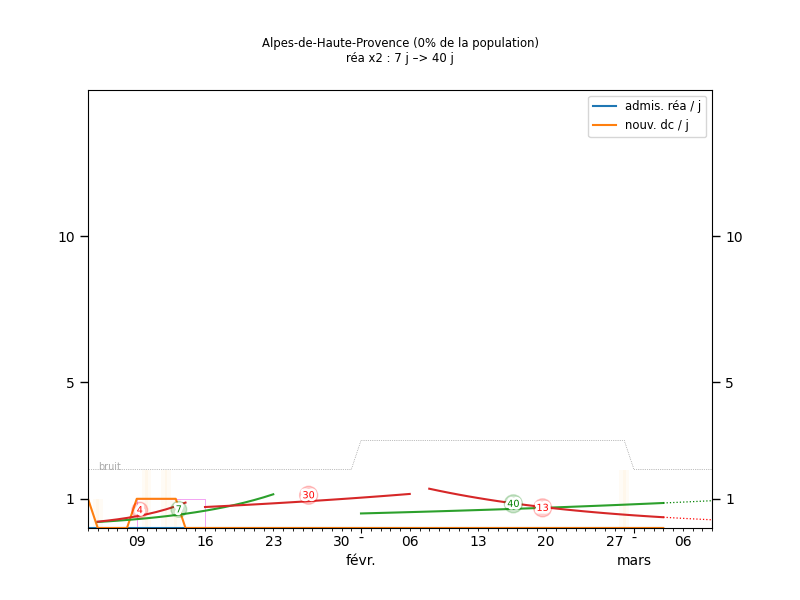 Alpes-de-Haute-Provence (0% de la population)
réa x2 : 7 j –> 40 j
admis. réa / j
nouv. dc / j
10
10
5
5
bruit
1
1
4
7
30
40
-13
09
16
23
30
06
13
20
27
06
févr.
mars